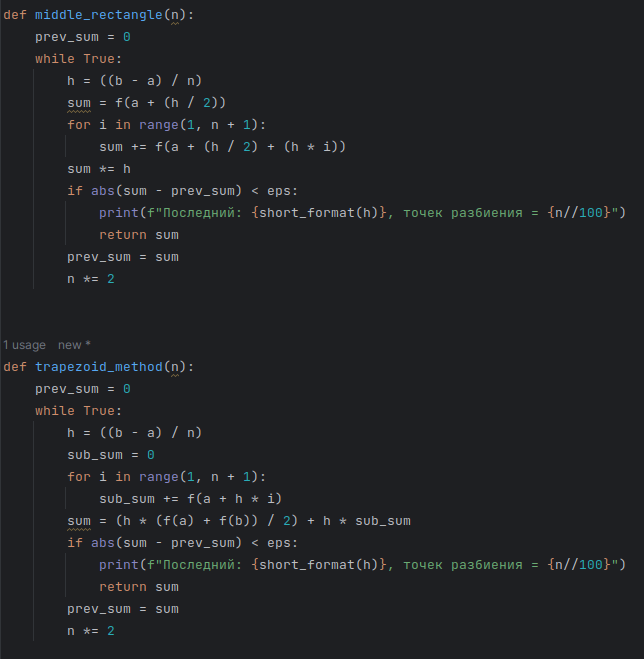 def middle_rectangle(n):
    prev_sum = 0
    while True:
        h = ((b - a) / n)
        sum = f(a + (h / 2))
        for i in range(1, n + 1):
            sum += f(a + (h / 2) + (h * i))
        sum *= h
        if abs(sum - prev_sum) < eps:
            print(f"Последний: {short_format(h)}, точек разбиения = {n//100}")
            return sum
        prev_sum = sum
        n *= 2
1 usage new *
def trapezoid_method(n):
    prev_sum = 0
    while True:
        h = ((b - a) / n)
        sub_sum = 0
        for i in range(1, n + 1):
            sub_sum += f(a + h * i)
        sum = (h * (f(a) + f(b)) / 2) + h * sub_sum
        if abs(sum - prev_sum) < eps:
            print(f"Последний: {short_format(h)}, точек разбиения = {n//100}")
            return sum
        prev_sum = sum
        n *= 2